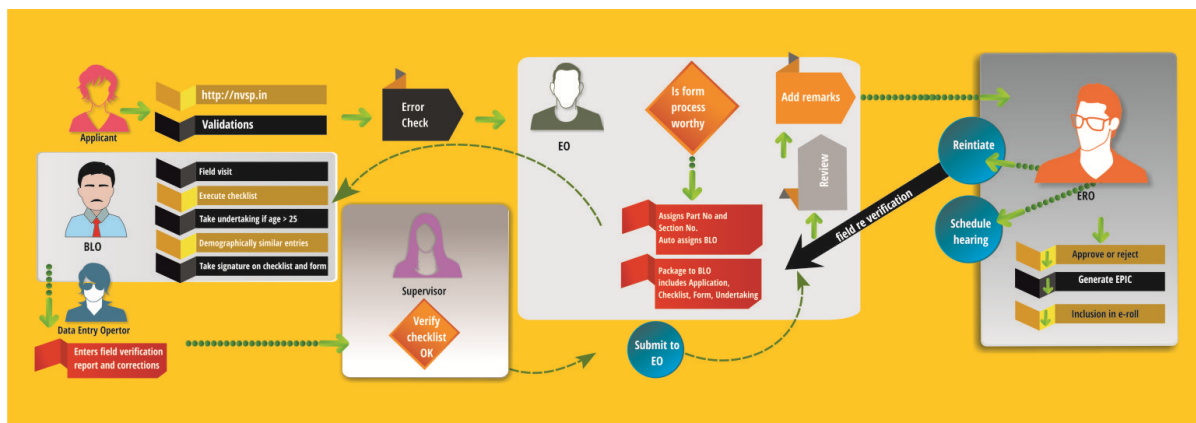 Applicant
http://nvsp.in
Validations
Error
Check
EO
Is form
process
worthy
Add remarks
Review
Assigns Part No and
Section No.
Auto assigns BLO
Package to BLO
includes Application,
Checklist, Form, Undertaking
BLO
Field visit
Execute checklist
Take undertaking if age > 25
Demographically similar entries
Take signature on checklist and form
Data Entry Opertor
Enters field verification
report and corrections
Supervisor
Verify
checklist
OK
Submit to
EO
field re verification
Reintiate
Schedule
hearing
ERO
Approve or reject
Generate EPIC
Inclusion in e-roll